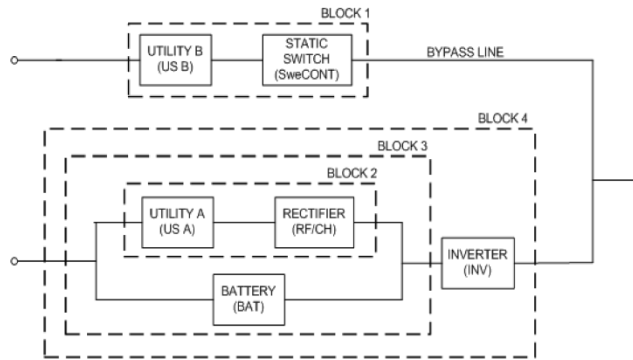 BLOCK 1
UTILITY B
(US B)
STATIC
SWITCH
(SweCONT)
BYPASS LINE
BLOCK 4
BLOCK 3
BLOCK 2
UTILITY A
(US A)
RECTIFIER
(RF/CH)
INVERTER
(INV)
BATTERY
(BAT)